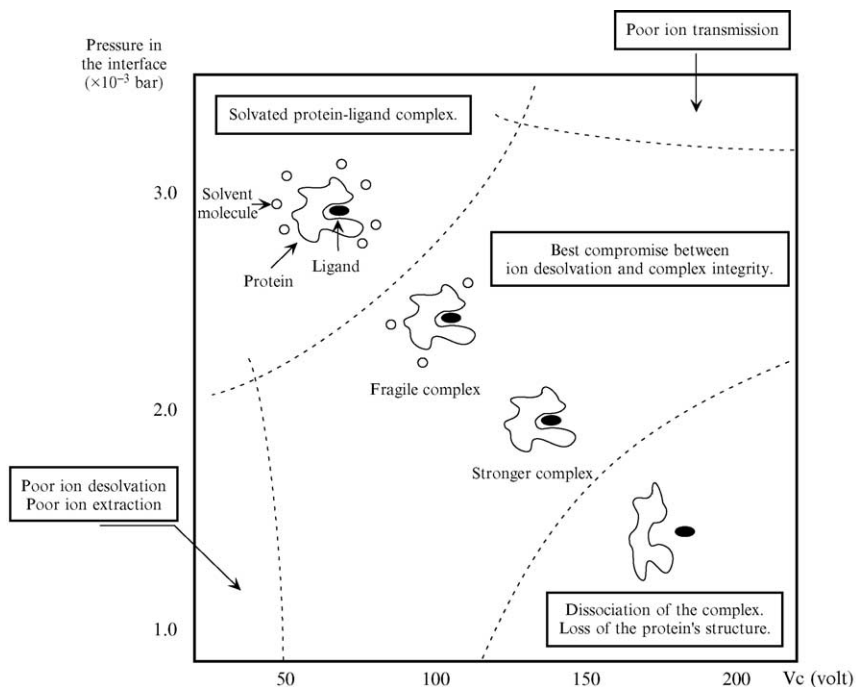 Poor ion transmission
Pressure in
the interface
(×10⁻³ bar)
Solvated protein-ligand complex.
3.0
Solvent
molecule
Protein
Ligand
Best compromise between
ion desolvation and complex integrity.
Fragile complex
2.0
Stronger complex
Poor ion desolvation
Poor ion extraction
Dissociation of the complex.
Loss of the protein's structure.
1.0
50
100
150
200
Vc (volt)